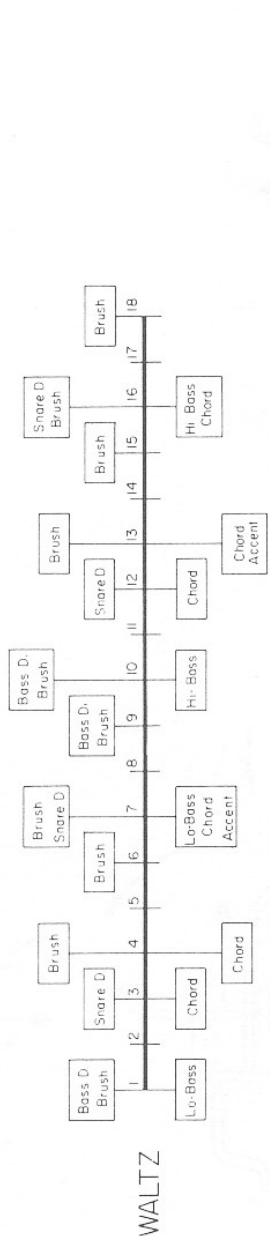 WALTZ
Bass D.
Brush
Snare D
Brush
Brush
Brush
Snare D
Bass D,
Brush
Bass D.
Brush
Snare D
Brush
Brush
Snare D
Brush
Brush
1 2 3 4 5 6 7 8 9 10 11 12 13 14 15 16 17 18
Lo-Bass
Chord
Chord
Lo-Bass
Chord
Accent
Hi-Bass
Chord
Chord
Accent
Hi Bass
Chord